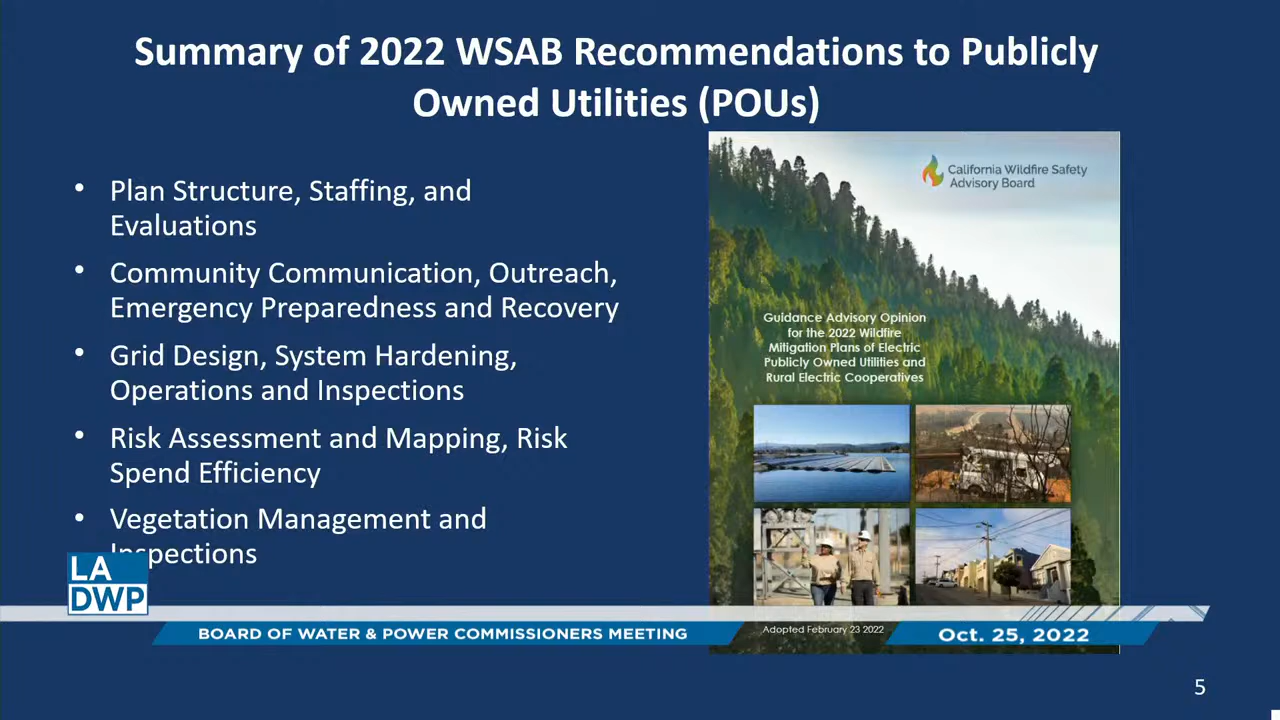 Summary of 2022 WSAB Recommendations to Publicly
Owned Utilities (POUs)
• Plan Structure, Staffing, and
Evaluations
• Community Communication, Outreach,
Emergency Preparedness and Recovery
• Grid Design, System Hardening,
Operations and Inspections
• Risk Assessment and Mapping, Risk
Spend Efficiency
• Vegetation Management and
Inspections
California Wildfire Safety
Advisory Board
Guidance Advisory Opinion
for the 2022 Wildfire
Mitigation Plans of Electric
Publicly Owned Utilities and
Rural Electric Cooperatives
Adopted February 23 2022
LA
DWP
BOARD OF WATER & POWER COMMISSIONERS MEETING
Oct. 25, 2022
5